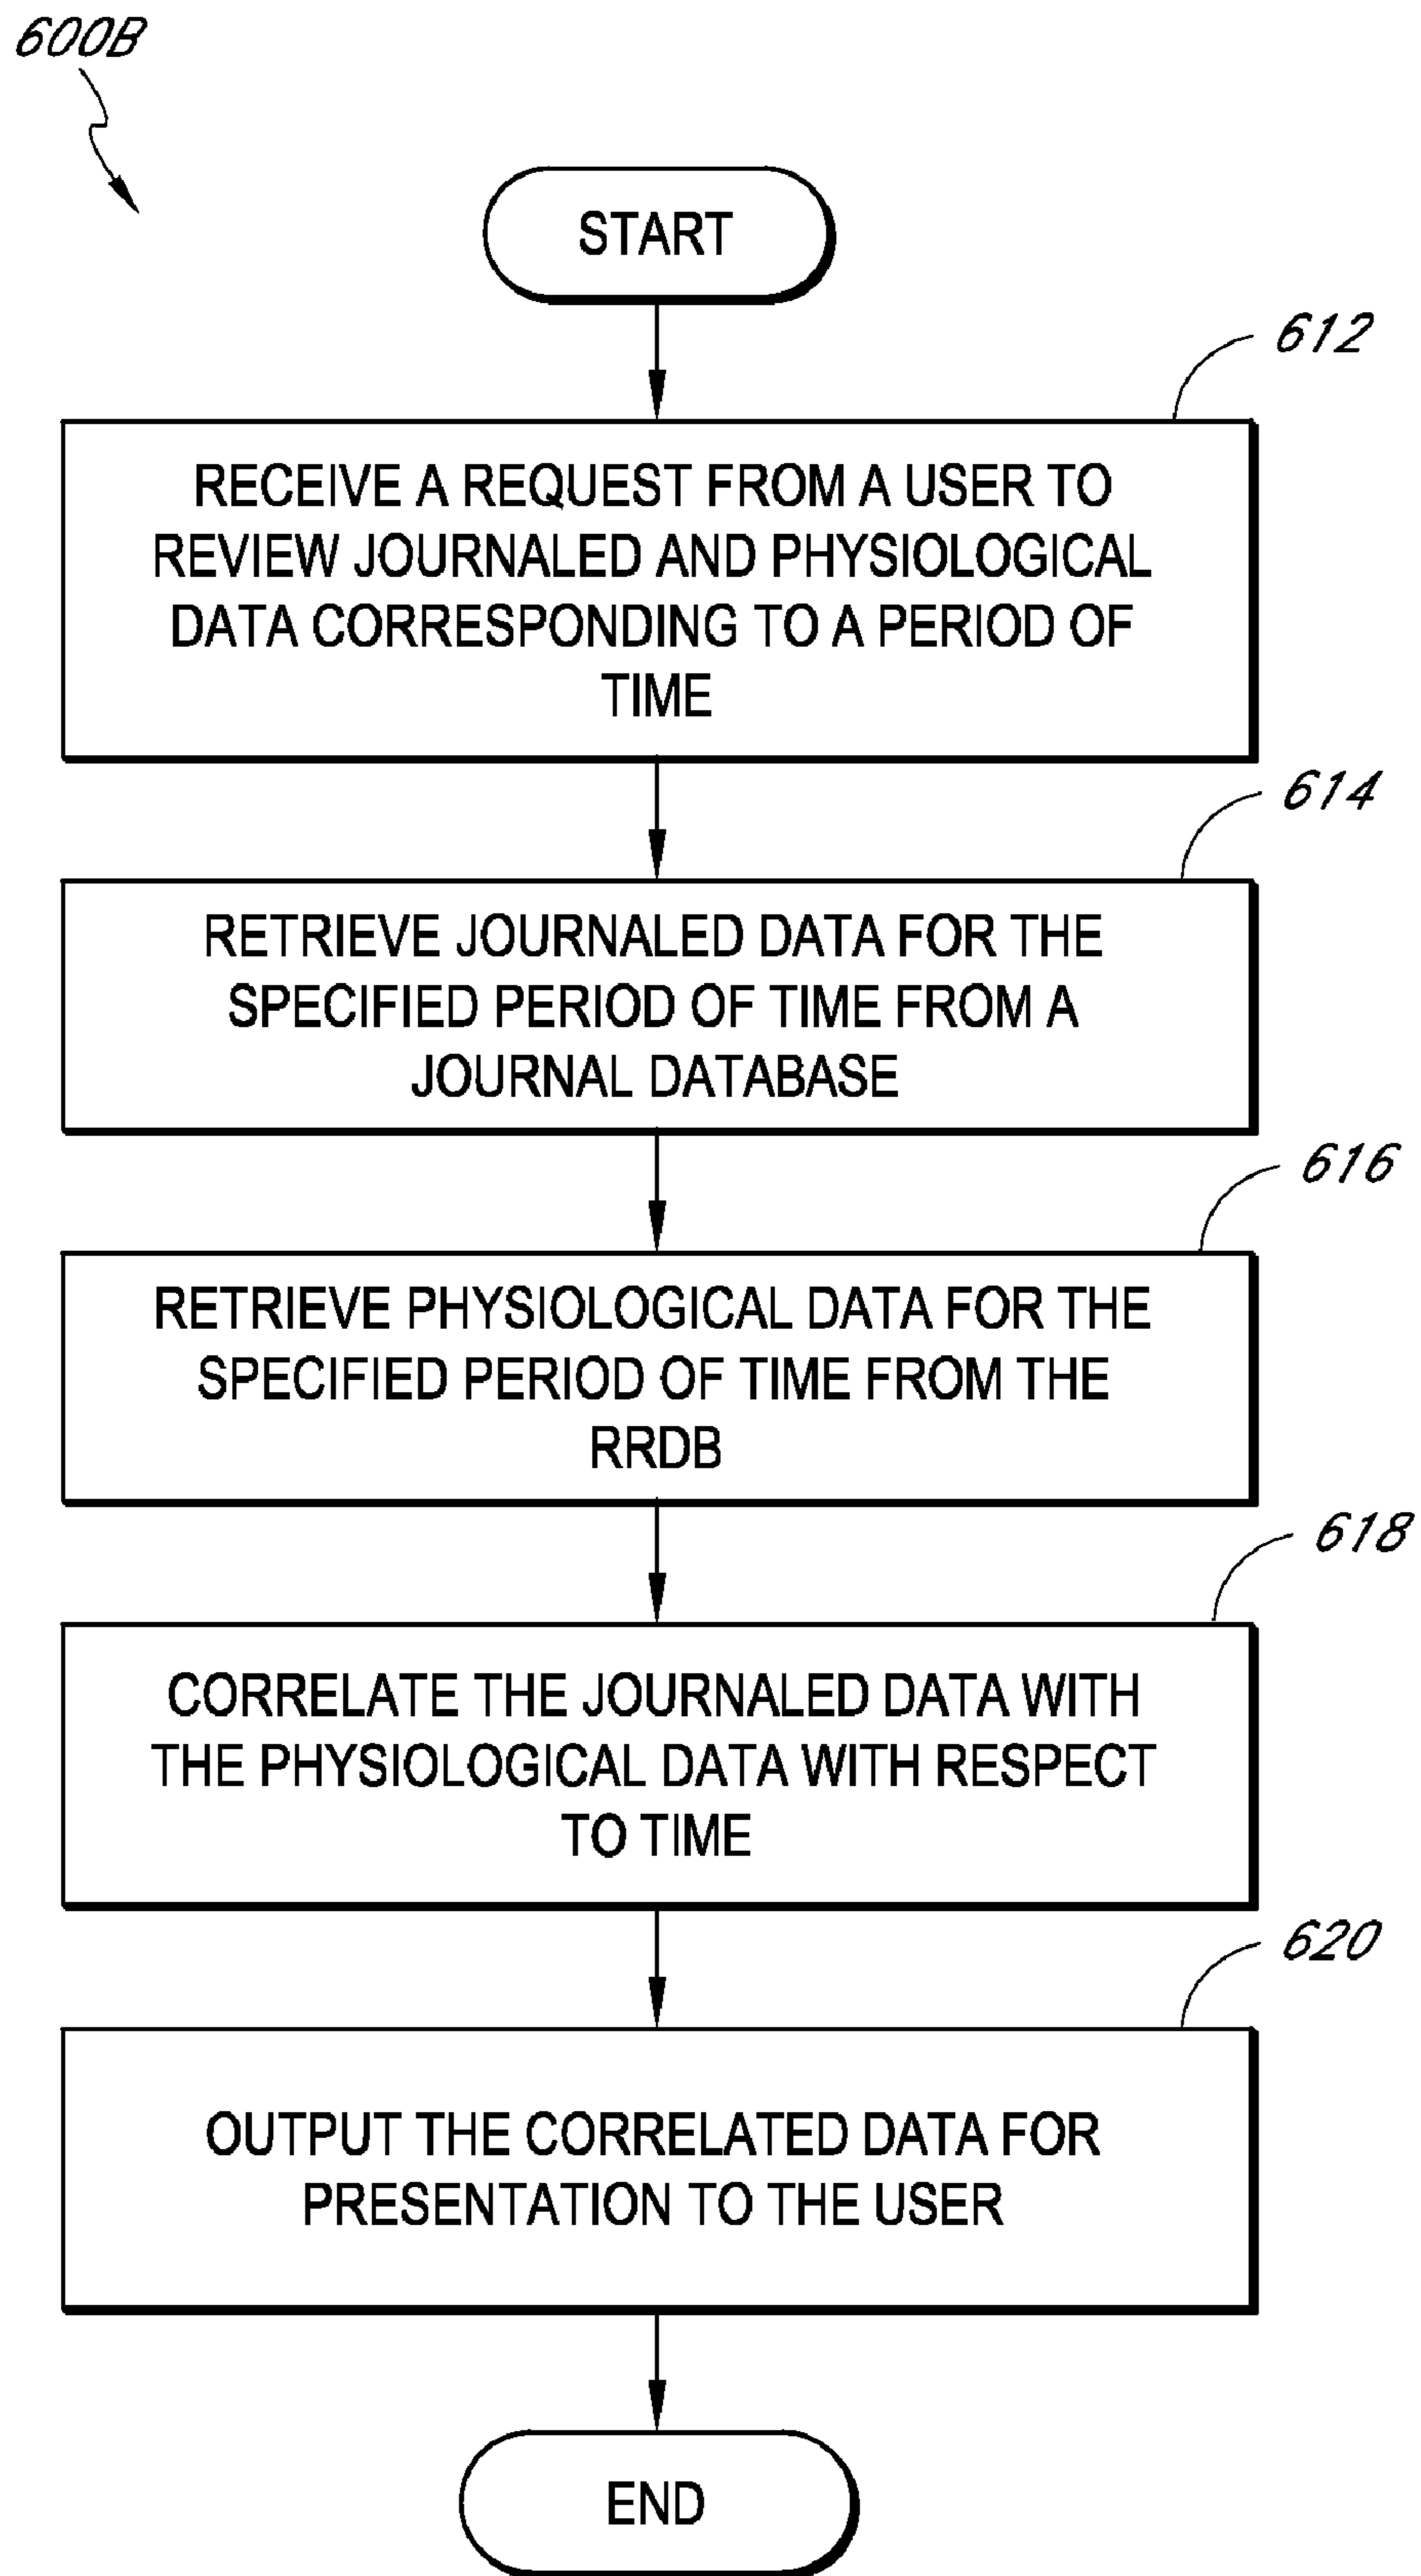 600B
START
612
RECEIVE A REQUEST FROM A USER TO
REVIEW JOURNALED AND PHYSIOLOGICAL
DATA CORRESPONDING TO A PERIOD OF
TIME
614
RETRIEVE JOURNALED DATA FOR THE
SPECIFIED PERIOD OF TIME FROM A
JOURNAL DATABASE
616
RETRIEVE PHYSIOLOGICAL DATA FOR THE
SPECIFIED PERIOD OF TIME FROM THE
RRDB
618
CORRELATE THE JOURNALED DATA WITH
THE PHYSIOLOGICAL DATA WITH RESPECT
TO TIME
620
OUTPUT THE CORRELATED DATA FOR
PRESENTATION TO THE USER
END